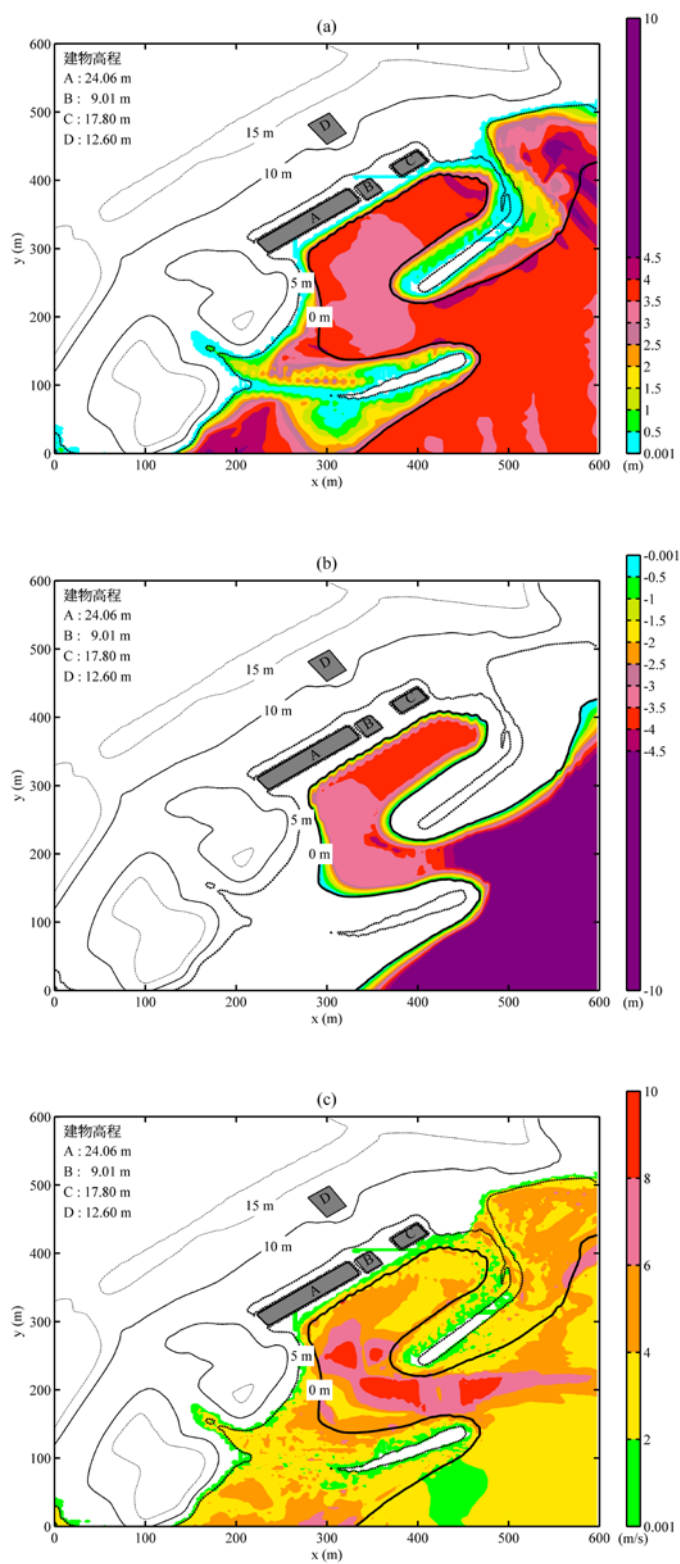 (a)
600
500
400
300
200
100
0
y (m)
建物高程
A : 24.06 m
B : 9.01 m
C : 17.80 m
D : 12.60 m
D
15 m
10 m
C
B
A
5 m
0 m
0 100 200 300 400 500 600
x (m)
10
4.5
4
3.5
3
2.5
2
1.5
1
0.5
0.001
(m)
(b)
600
500
400
300
200
100
0
y (m)
建物高程
A : 24.06 m
B : 9.01 m
C : 17.80 m
D : 12.60 m
D
15 m
10 m
C
B
A
5 m
0 m
0 100 200 300 400 500 600
x (m)
-0.001
-0.5
-1
-1.5
-2
-2.5
-3
-3.5
-4
-4.5
-10
(m)
(c)
600
500
400
300
200
100
0
y (m)
建物高程
A : 24.06 m
B : 9.01 m
C : 17.80 m
D : 12.60 m
D
15 m
10 m
C
B
A
5 m
0 m
0 100 200 300 400 500 600
x (m)
10
8
6
4
2
0.001
(m/s)